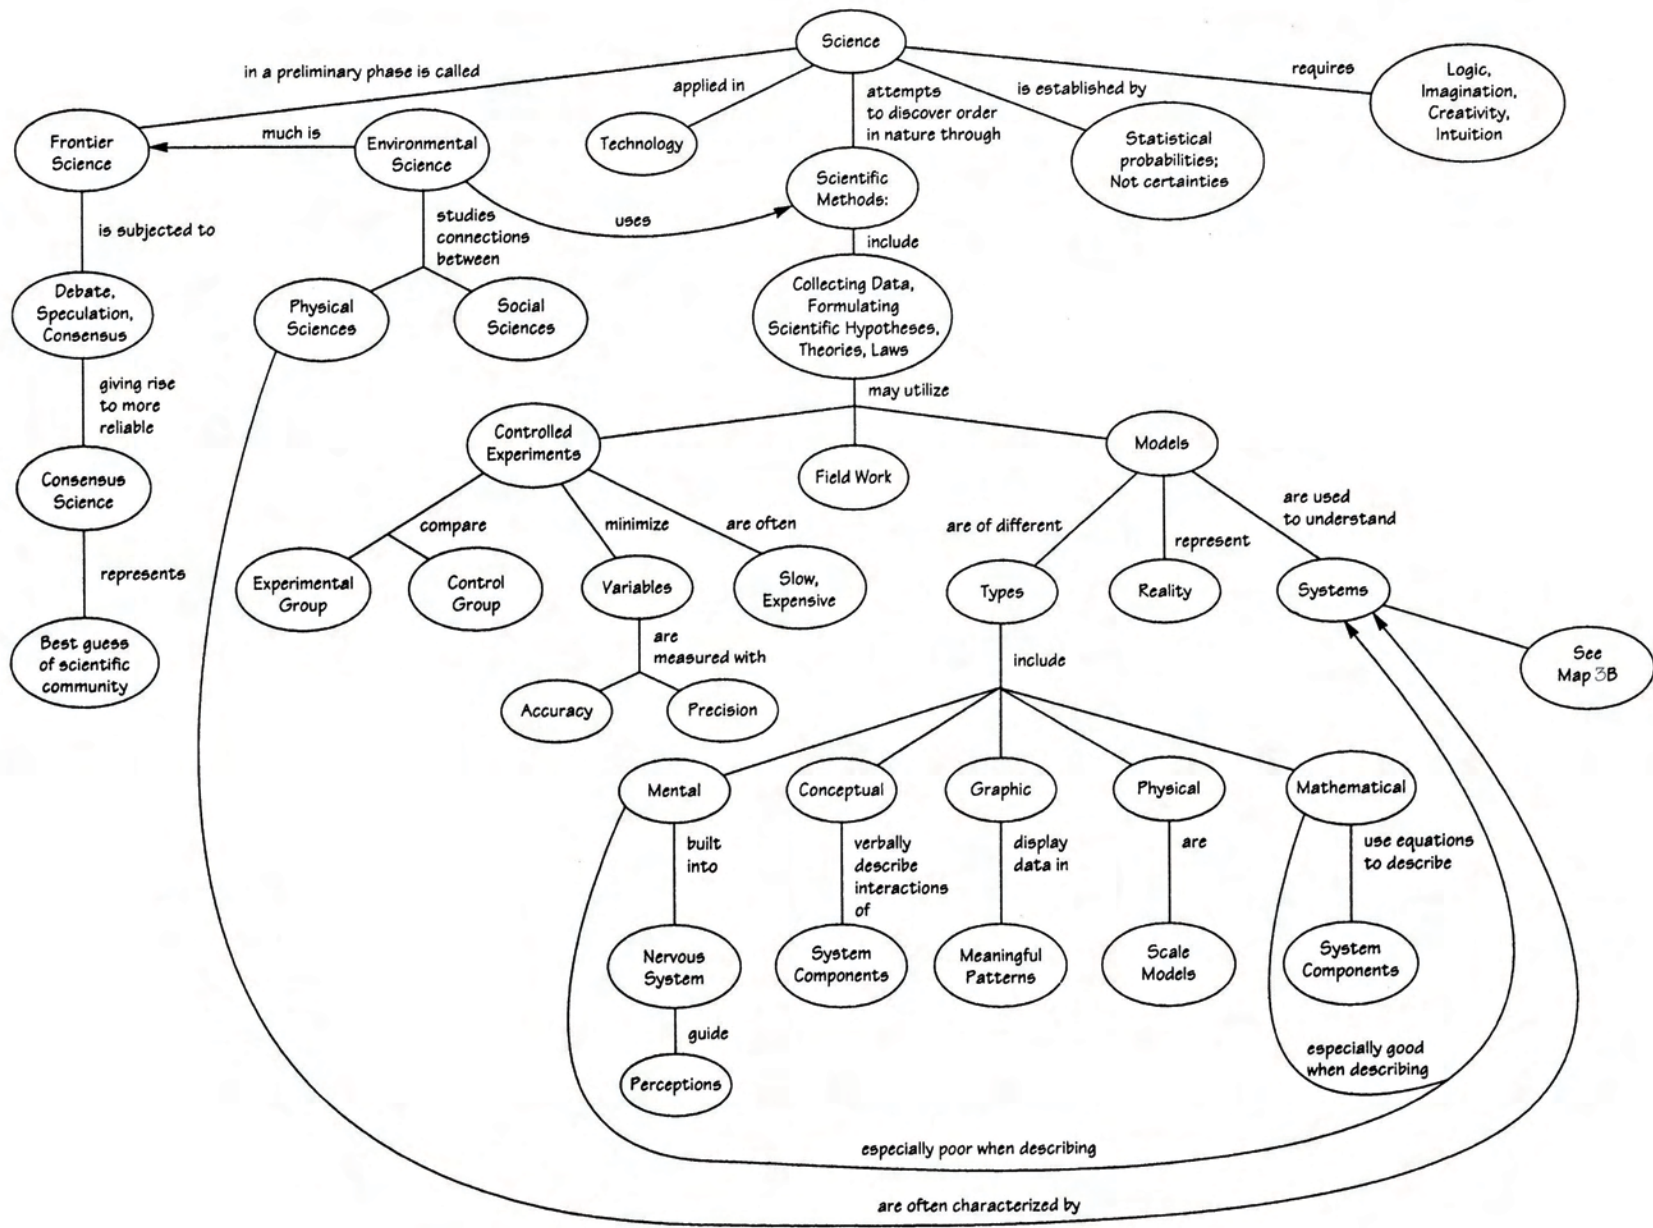 Science
in a preliminary phase is called
applied in
attempts
to discover order
in nature through
is established by
requires
Logic,
Imagination,
Creativity,
Intuition
Frontier
Science
much is
Environmental
Science
Technology
Scientific
Methods:
Statistical
probabilities;
Not certainties
is subjected to
studies
connections
between
uses
include
Debate,
Speculation,
Consensus
Physical
Sciences
Social
Sciences
Collecting Data,
Formulating
Scientific Hypotheses,
Theories, Laws
giving rise
to more
reliable
may utilize
Consensus
Science
Controlled
Experiments
Field Work
Models
compare
minimize
are often
are of different
represent
are used
to understand
represents
Experimental
Group
Control
Group
Variables
Slow,
Expensive
Types
Reality
Systems
Best guess
of scientific
community
are
measured with
include
See
Map 3B
Accuracy
Precision
Mental
Conceptual
Graphic
Physical
Mathematical
built
into
verbally
describe
interactions
of
display
data in
are
use equations
to describe
Nervous
System
System
Components
Meaningful
Patterns
Scale
Models
System
Components
guide
Perceptions
especially good
when describing
especially poor when describing
are often characterized by